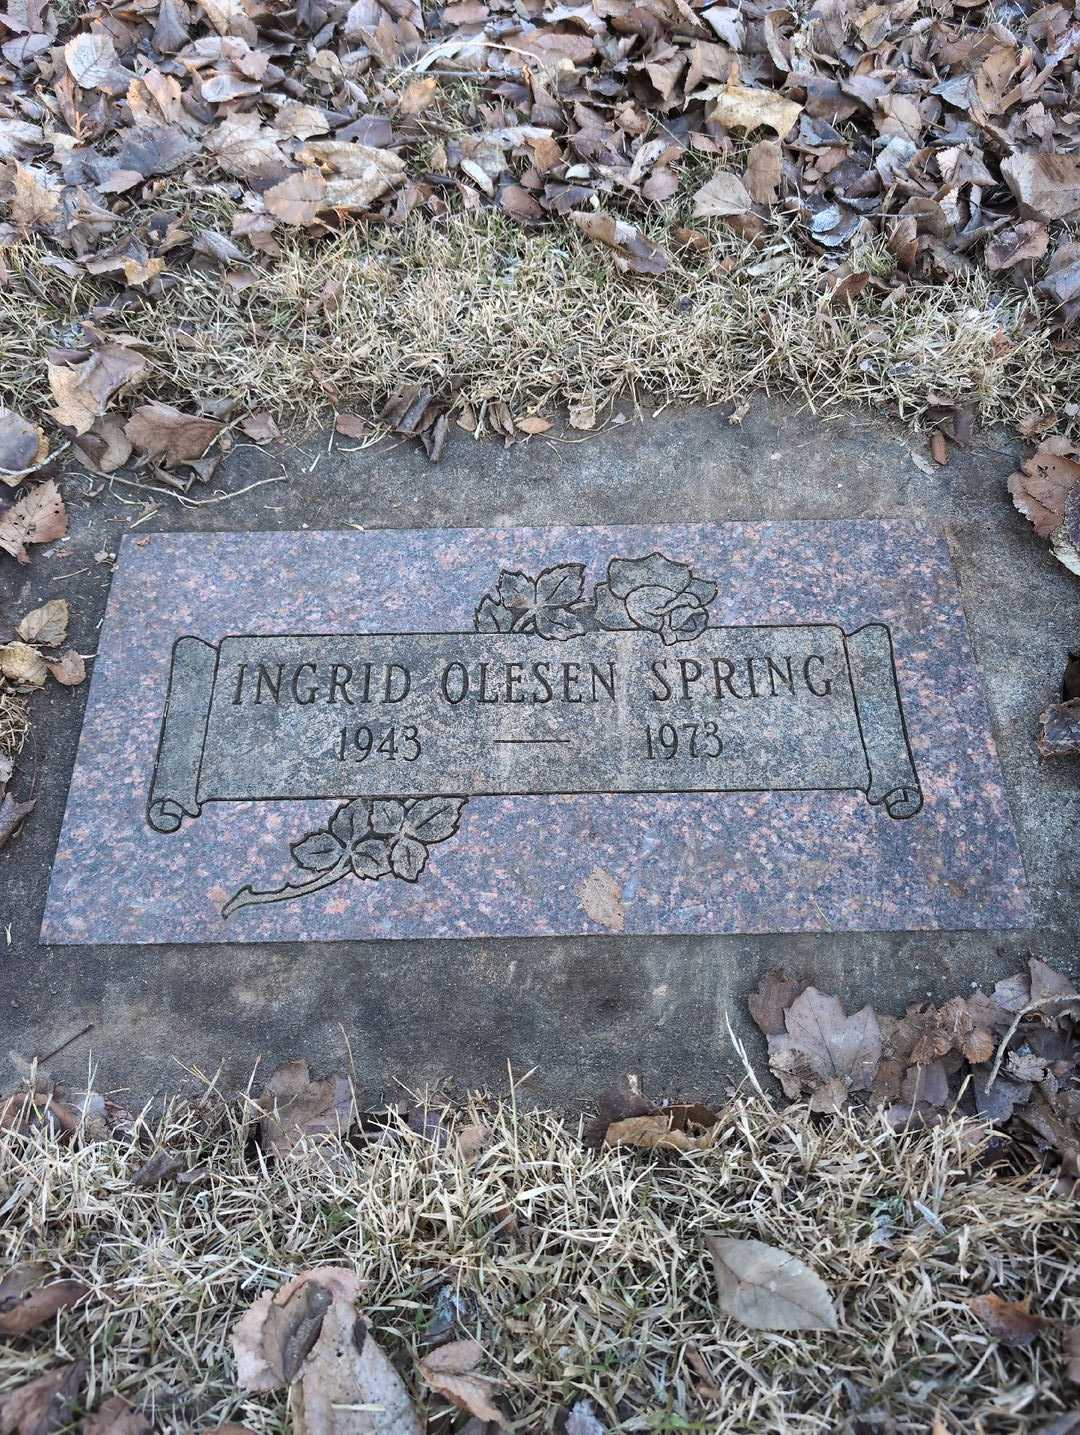 INGRID OLESEN SPRING
1943 — 1973